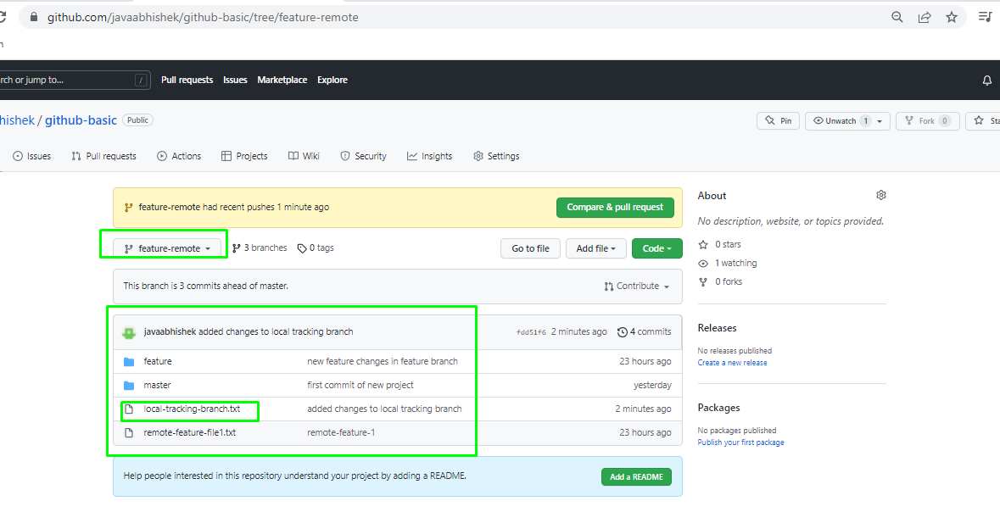 github.com/javaabhishek/github-basic/tree/feature-remote
rch or jump to... /
Pull requests Issues Marketplace Explore
hishek / github-basic Public
Pin Unwatch 1 Fork 0 Sta
Issues Pull requests Actions Projects Wiki Security Insights Settings
feature-remote had recent pushes 1 minute ago Compare & pull request
feature-remote 3 branches 0 tags Go to file Add file Code
This branch is 3 commits ahead of master. Contribute
javaabhishek added changes to local tracking branch fdd51f6 2 minutes ago 4 commits
feature new feature changes in feature branch 23 hours ago
master first commit of new project yesterday
local-tracking-branch.txt added changes to local tracking branch 2 minutes ago
remote-feature-file1.txt remote-feature-1 23 hours ago
Help people interested in this repository understand your project by adding a README. Add a README
About
No description, website, or topics provided.
0 stars
1 watching
0 forks
Releases
No releases published
Create a new release
Packages
No packages published
Publish your first package